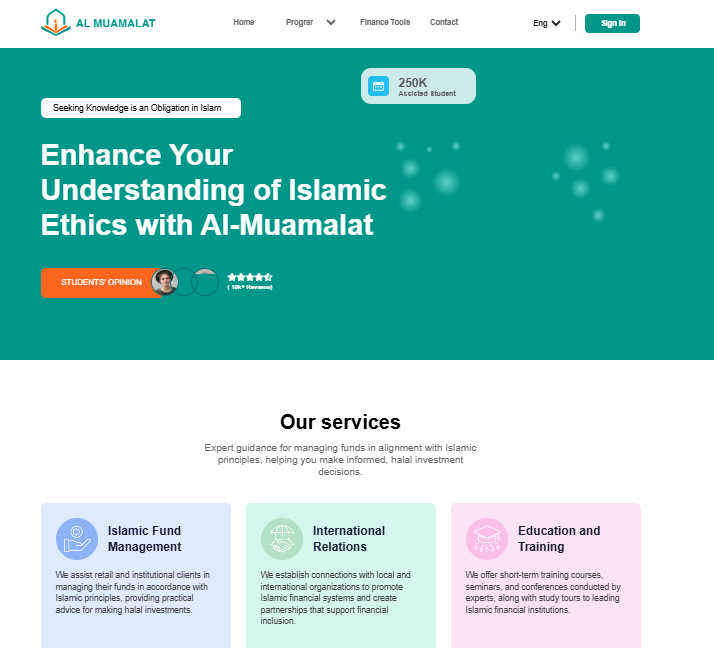 AL MUAMALAT
Home
Prograr
Finance Tools
Contact
Eng
Sign In
250K
Assisted Student
Seeking Knowledge is an Obligation in Islam
Enhance Your
Understanding of Islamic
Ethics with Al-Muamalat
STUDENTS' OPINION
( 10k+ Reviews)
Our services
Expert guidance for managing funds in alignment with Islamic
principles, helping you make informed, halal investment
decisions.
Islamic Fund
Management
We assist retail and institutional clients in
managing their funds in accordance with
Islamic principles, providing practical
advice for making halal investments.
International
Relations
We establish connections with local and
international organizations to promote
Islamic financial systems and create
partnerships that support financial
inclusion.
Education and
Training
We offer short-term training courses,
seminars, and conferences conducted by
experts, along with study tours to leading
Islamic financial institutions.